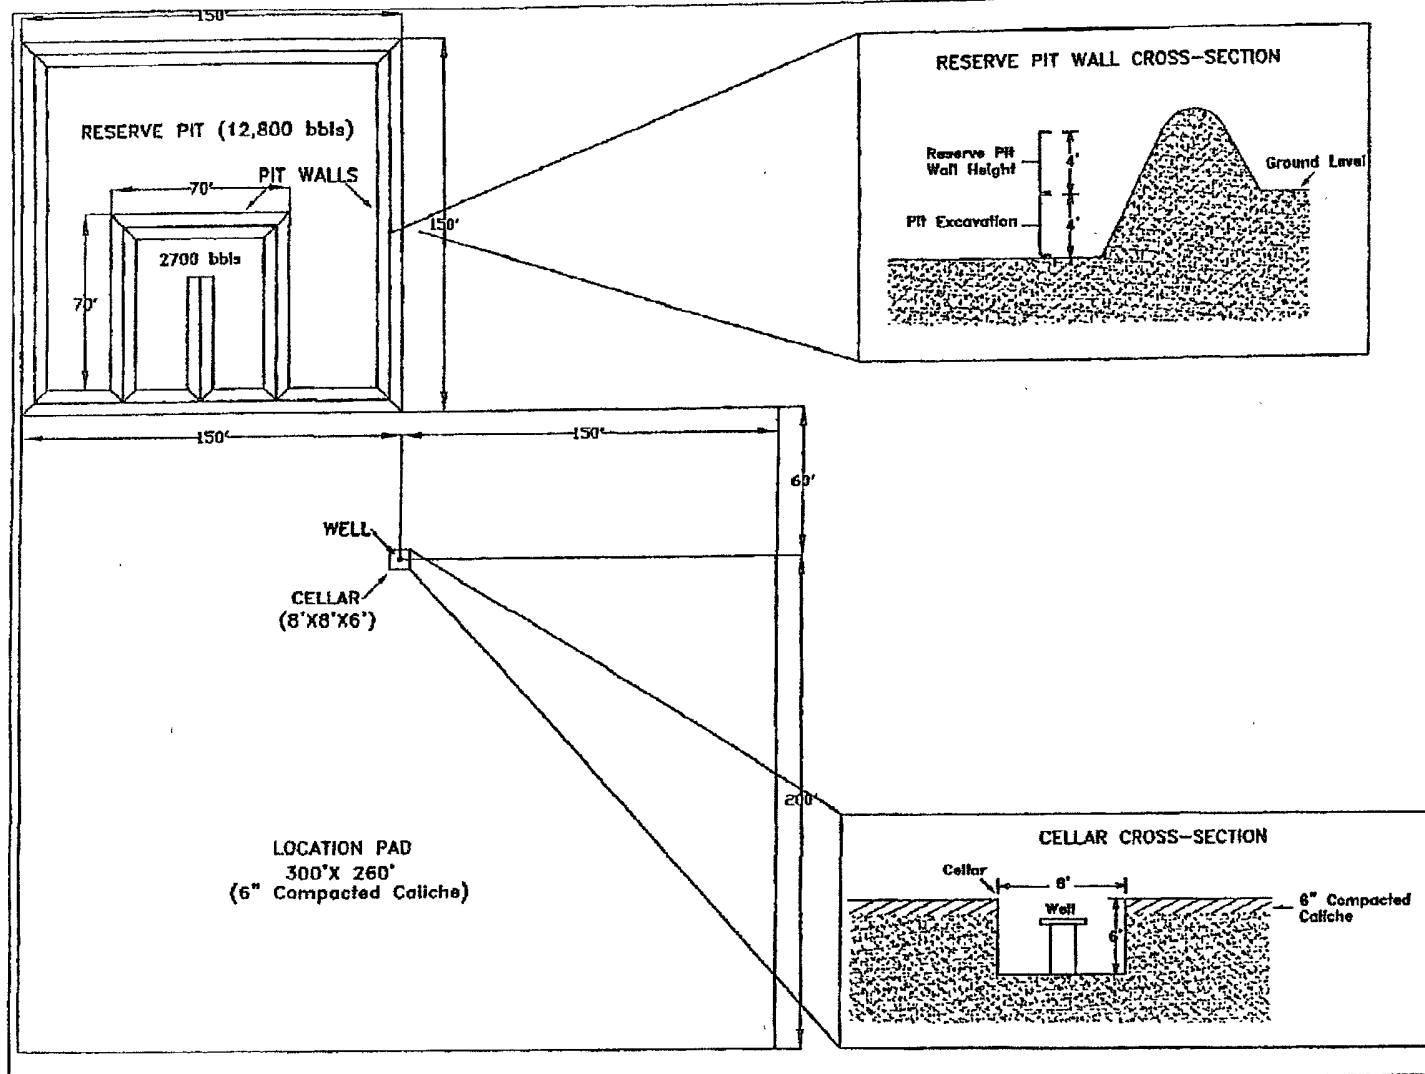 150'
RESERVE PIT WALL CROSS-SECTION
RESERVE PIT (12,800 bbls)
Reserve Pit
Wall Height
4'
Ground Level
PIT WALLS
70'
150'
Pit Excavation
4'
2700 bbls
70'
150'
150'
60'
WELL
CELLAR
(8'X8'X6')
200'
LOCATION PAD
300'X 260'
(6" Compacted Caliche)
CELLAR CROSS-SECTION
Cellar
8'
Well
6'
6" Compacted
Caliche